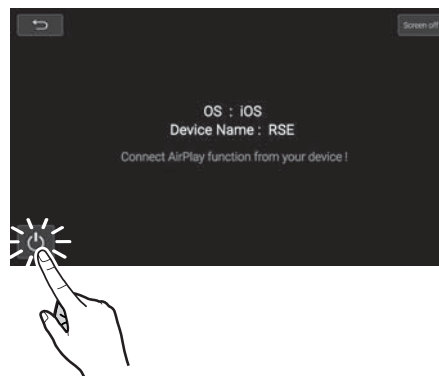 Screen off
OS : iOS
Device Name : RSE
Connect AirPlay function from your device !